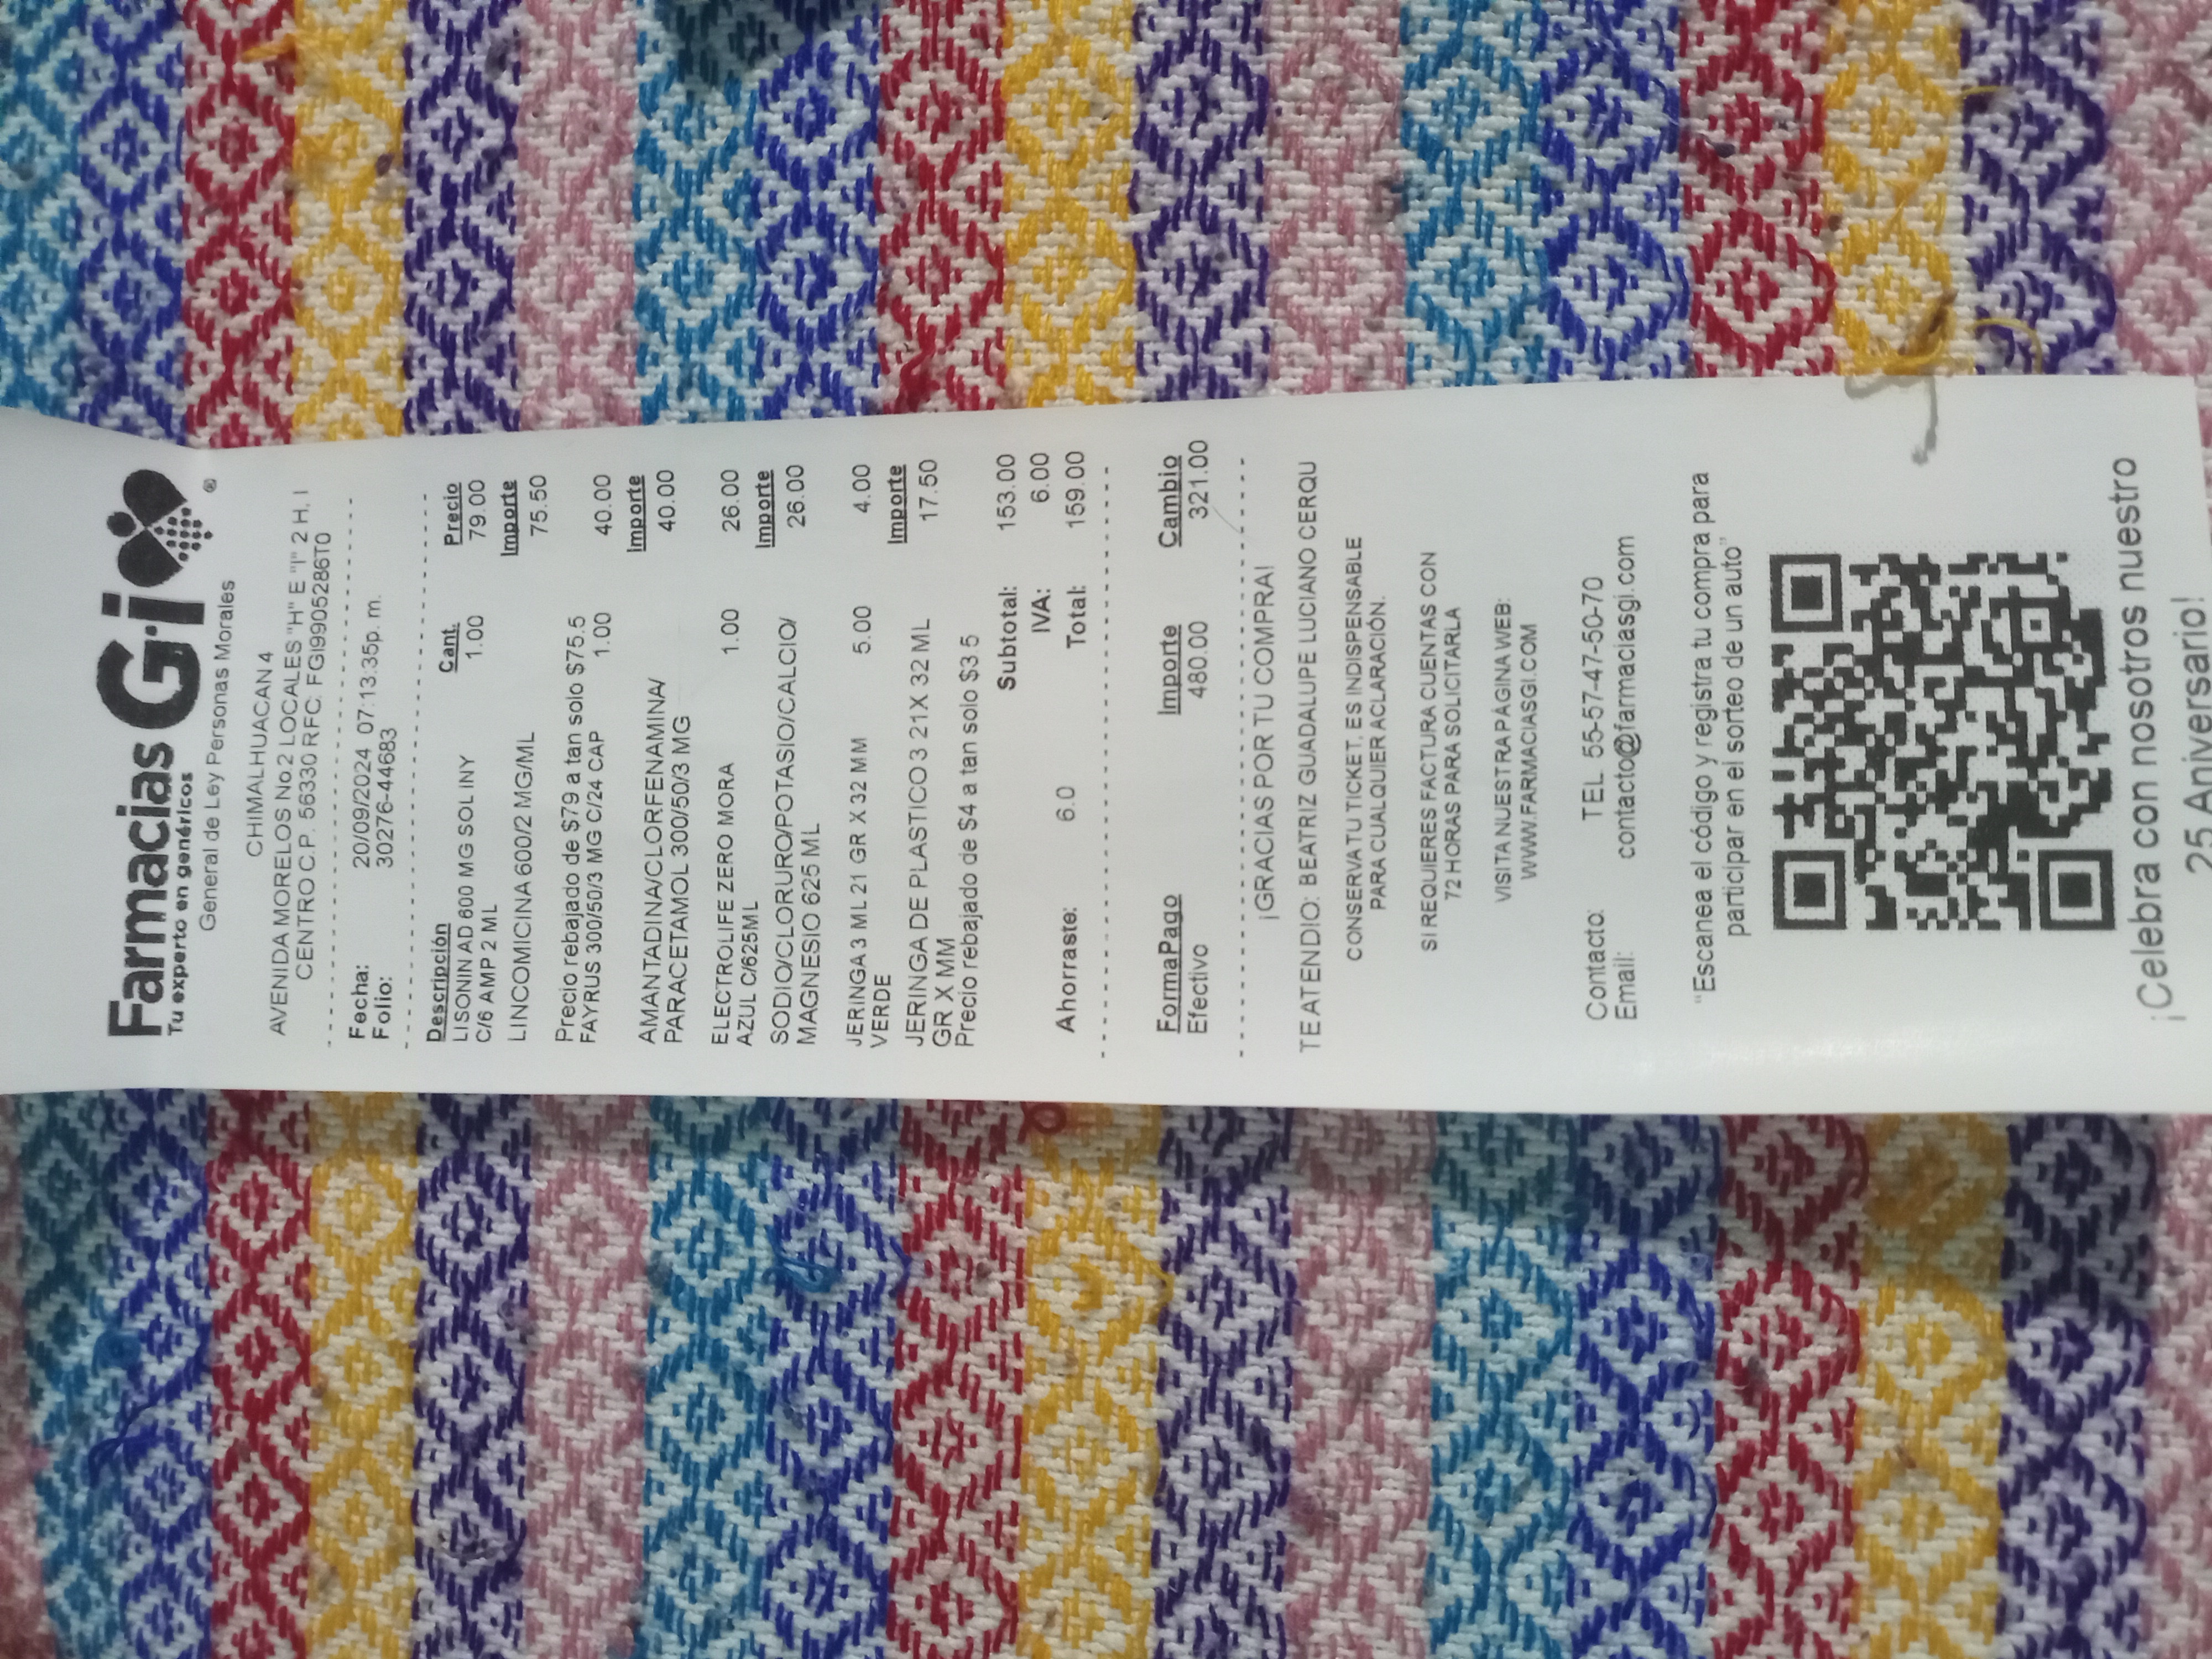 Farmacias Gi ®
Tu experto en genéricos
General de Ley Personas Morales
CHIMALHUACAN 4
AVENIDA MORELOS No.2 LOCALES "H" E "I" 2 H, I
CENTRO C.P. 56330 RFC. FGI9905286T0
Fecha: 20/09/2024 07:13:35p. m.
Folio: 30276-44683
Descripción Cant. Precio
LISONIN AD 600 MG SOL INY 1.00 79.00
C/6 AMP 2 ML Importe
LINCOMICINA 600/2 MG/ML 75.50
Precio rebajado de $79 a tan solo $75.5
FAYRUS 300/50/3 MG C/24 CAP 1.00 40.00
Importe
AMANTADINA/CLORFENAMINA/ 40.00
PARACETAMOL 300/50/3 MG
ELECTROLIFE ZERO MORA 1.00 26.00
AZUL C/625ML Importe
SODIO/CLORURO/POTASIO/CALCIO/ 26.00
MAGNESIO 625 ML
JERINGA 3 ML 21 GR X 32 MM 5.00 4.00
VERDE Importe
JERINGA DE PLASTICO 3 21X 32 ML 17.50
GR X MM
Precio rebajado de $4 a tan solo $3.5
Subtotal: 153.00
IVA: 6.00
Ahorraste: 6.0 Total: 159.00
FormaPago Importe Cambio
Efectivo 480.00 321.00
¡GRACIAS POR TU COMPRA!
TE ATENDIO: BEATRIZ GUADALUPE LUCIANO CERQU
CONSERVA TU TICKET, ES INDISPENSABLE
PARA CUALQUIER ACLARACIÓN.
SI REQUIERES FACTURA CUENTAS CON
72 HORAS PARA SOLICITARLA
VISITA NUESTRA PÁGINA WEB:
WWW.FARMACIASGI.COM
Contacto: TEL 55-57-47-50-70
Email: contacto@farmaciasgi.com
"Escanea el código y registra tu compra para
participar en el sorteo de un auto"
¡Celebra con nosotros nuestro
25 Aniversario!